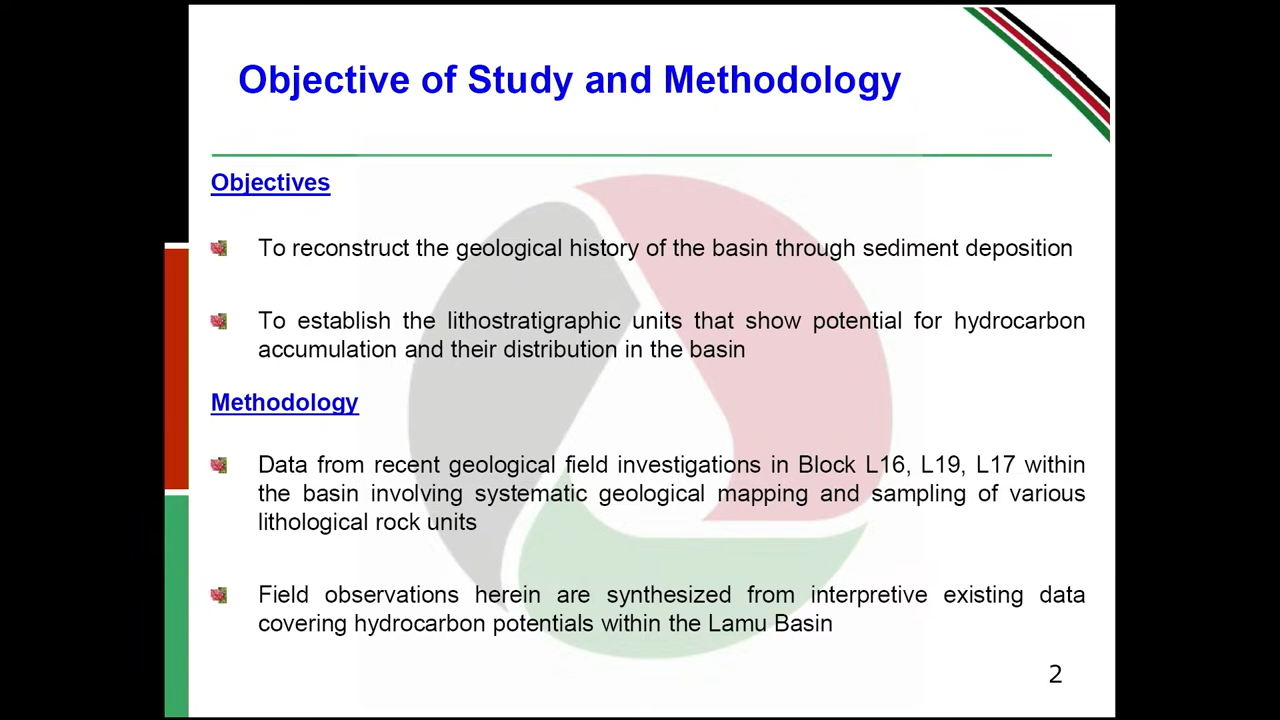 Objective of Study and Methodology
Objectives
To reconstruct the geological history of the basin through sediment deposition
To establish the lithostratigraphic units that show potential for hydrocarbon
accumulation and their distribution in the basin
Methodology
Data from recent geological field investigations in Block L16, L19, L17 within
the basin involving systematic geological mapping and sampling of various
lithological rock units
Field observations herein are synthesized from interpretive existing data
covering hydrocarbon potentials within the Lamu Basin
2